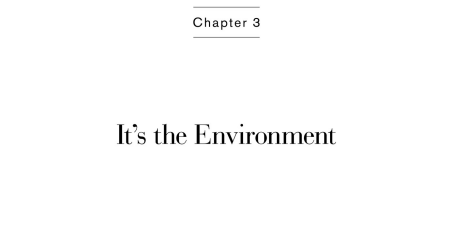 Chapter 3
It's the Environment